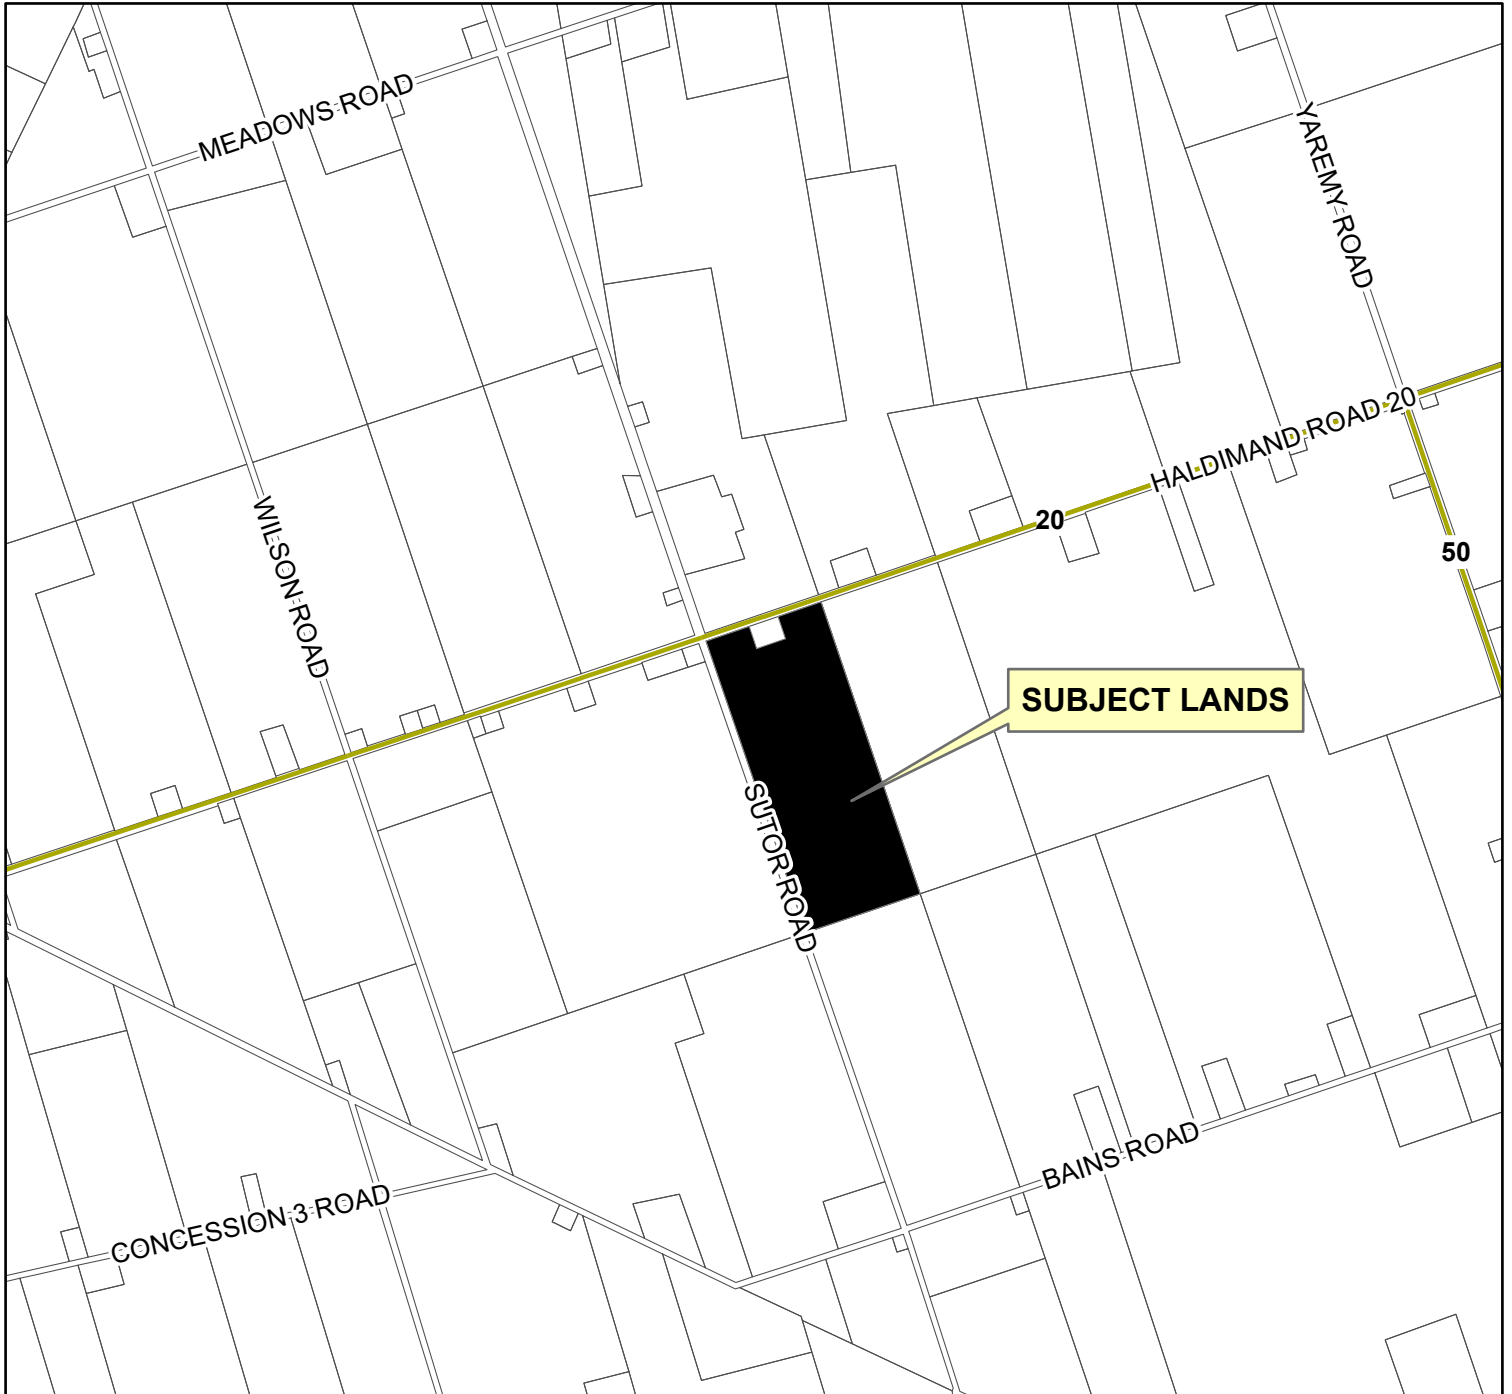 MEADOWS ROAD
YAREMY ROAD
HALDIMAND ROAD 20
20
50
WILSON ROAD
SUBJECT LANDS
SUTOR ROAD
BAINS ROAD
CONCESSION 3 ROAD